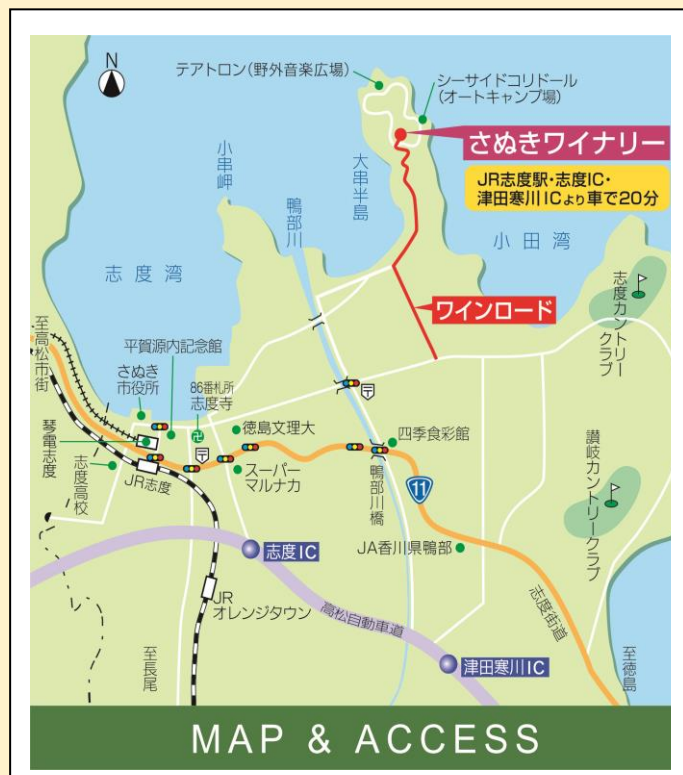 N
テアトロン(野外音楽広場)
シーサイドコリドール
(オートキャンプ場)
さぬきワイナリー
JR志度駅・志度IC・
津田寒川ICより車で20分
小串岬
大串半島
鴨部川
小田湾
志度湾
ワインロード
志度カントリー
クラブ
至高松市街
平賀源内記念館
さぬき
市役所
86番札所
志度寺
徳島文理大
四季食彩館
琴電志度
志度高校
JR志度
スーパー
マルナカ
鴨部川橋
11
讃岐カントリークラブ
志度IC
JA香川県鴨部
JR
オレンジタウン
高松自動車道
志度街道
至長尾
津田寒川IC
至徳島
MAP & ACCESS